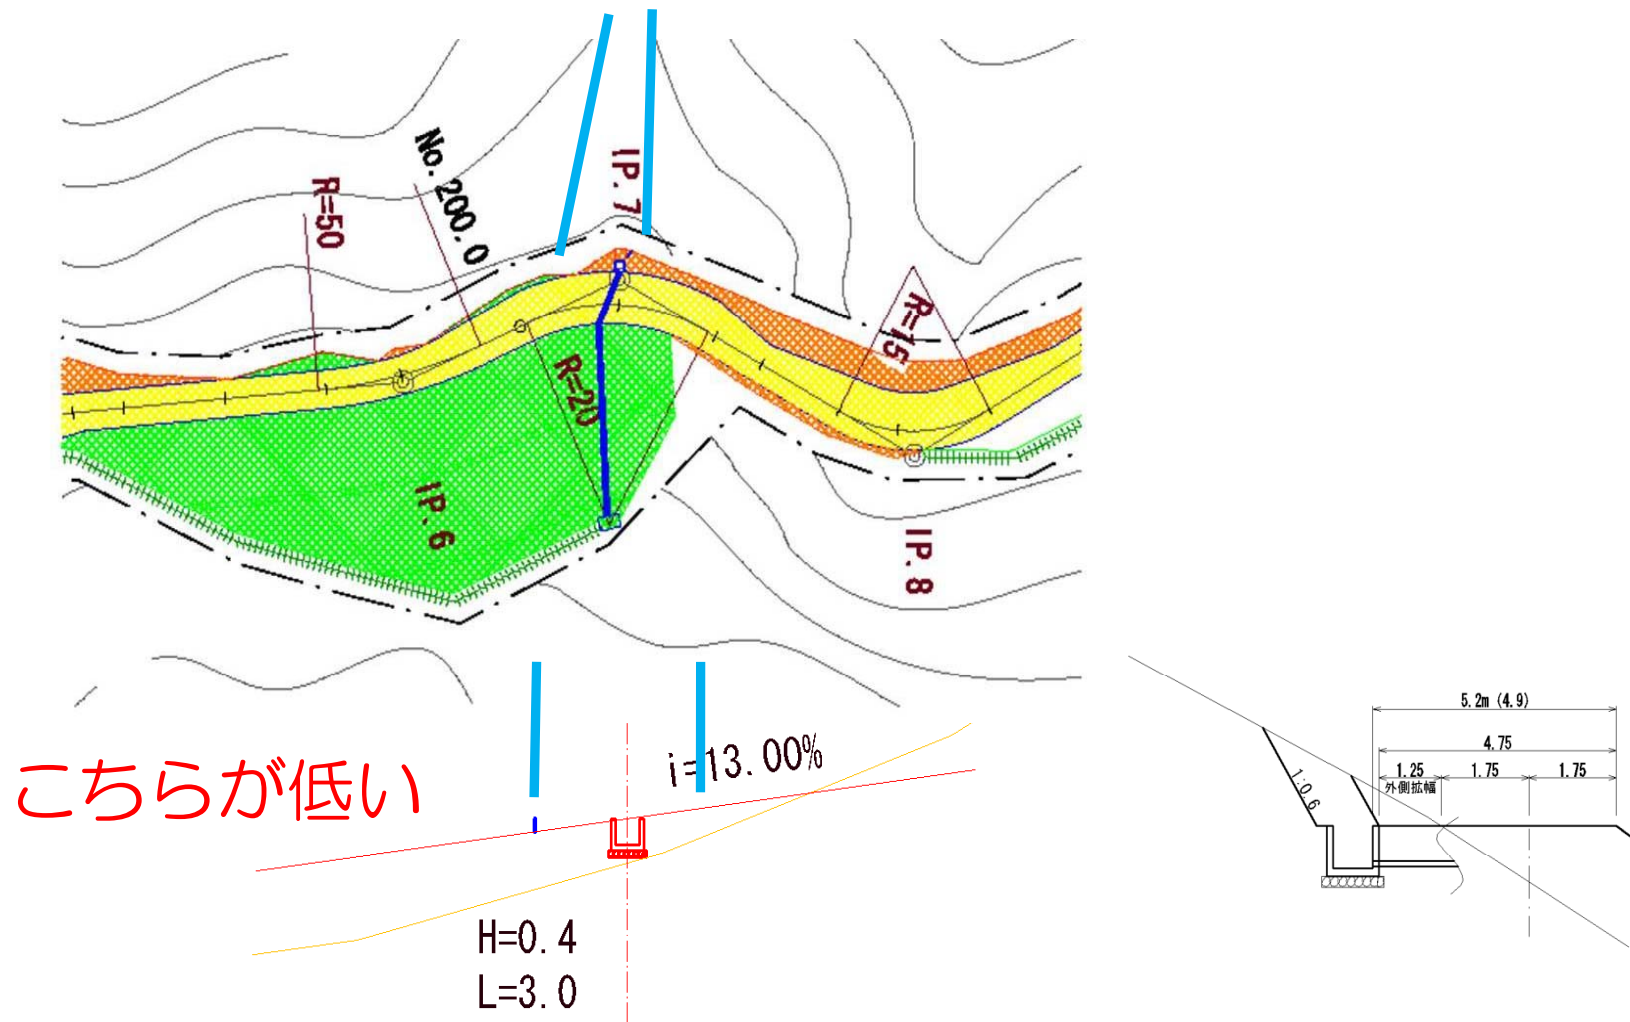 No. 200.0
IP. 7
R=50
R=15
R=20
IP. 6
IP. 8
こちらが低い
i=13.00%
H=0.4
L=3.0
5.2m (4.9)
4.75
1.25
1.75
1.75
外側拡幅
1:0.6